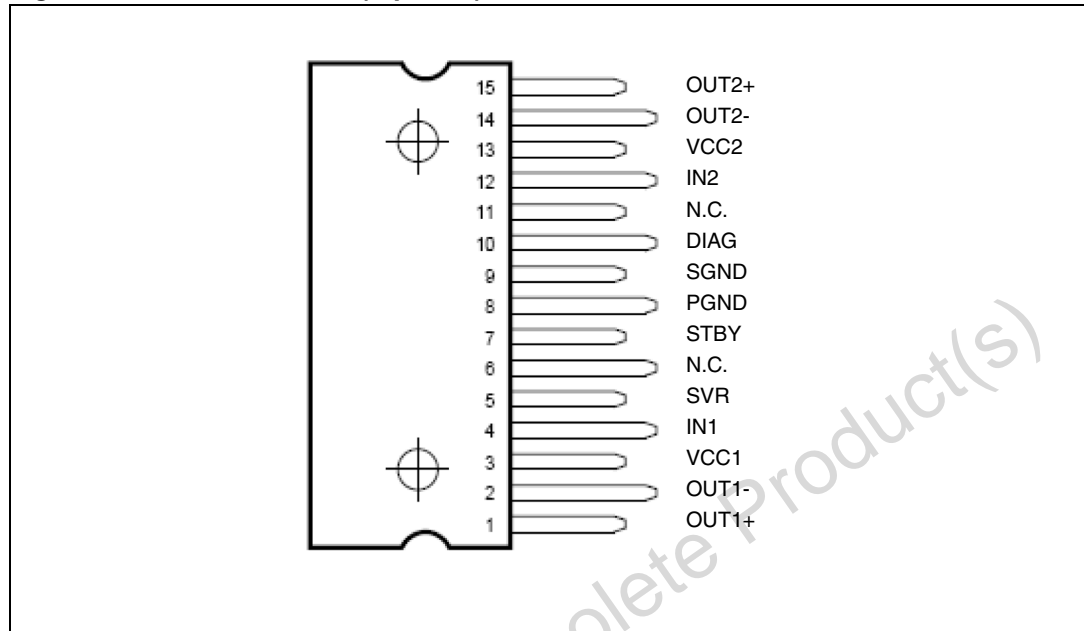 15 OUT2+
14 OUT2-
13 VCC2
12 IN2
11 N.C.
10 DIAG
9 SGND
8 PGND
7 STBY
6 N.C.
5 SVR
4 IN1
3 VCC1
2 OUT1-
1 OUT1+
olete Product(s)